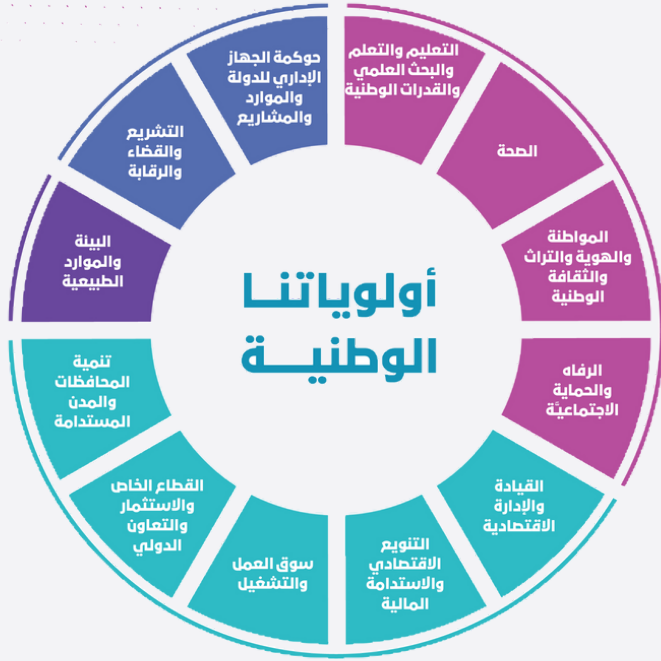 أولوياتنا
الوطنية
التعليم والتعلم
والبحث العلمي
والقدرات الوطنية
الصحة
المواطنة
والهوية والتراث
والثقافة
الوطنية
الرفاه
والحماية
الاجتماعية
القيادة
والإدارة
الاقتصادية
التنويع
الاقتصادي
والاستدامة
المالية
سوق العمل
والتشغيل
القطاع الخاص
والاستثمار
والتعاون
الدولي
تنمية
المحافظات
والمدن
المستدامة
البيئة
والموارد
الطبيعية
التشريع
والقضاء
والرقابة
حوكمة الجهاز
الإداري للدولة
والموارد
والمشاريع